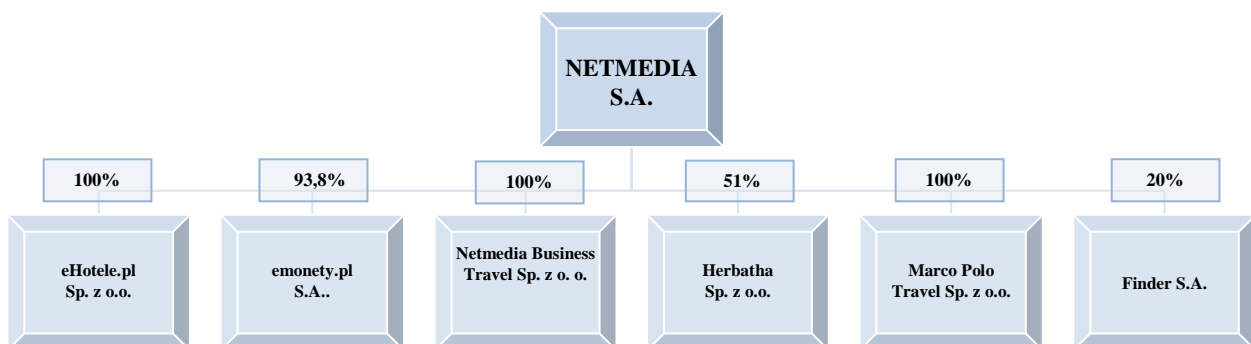 NETMEDIA
S.A.
100%
93,8%
100%
51%
100%
20%
eHotele.pl
Sp. z o.o.
emonety.pl
S.A..
Netmedia Business
Travel Sp. z o. o.
Herbatha
Sp. z o.o.
Marco Polo
Travel Sp. z o.o.
Finder S.A.